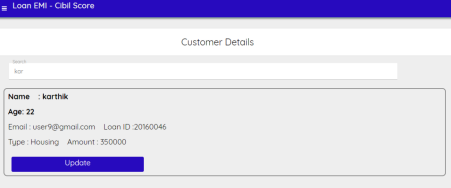 ≡ Loan EMI - Cibil Score
Customer Details
Search
kar
Name : karthik
Age: 22
Email : user9@gmail.com Loan ID :20160046
Type : Housing Amount : 350000
Update